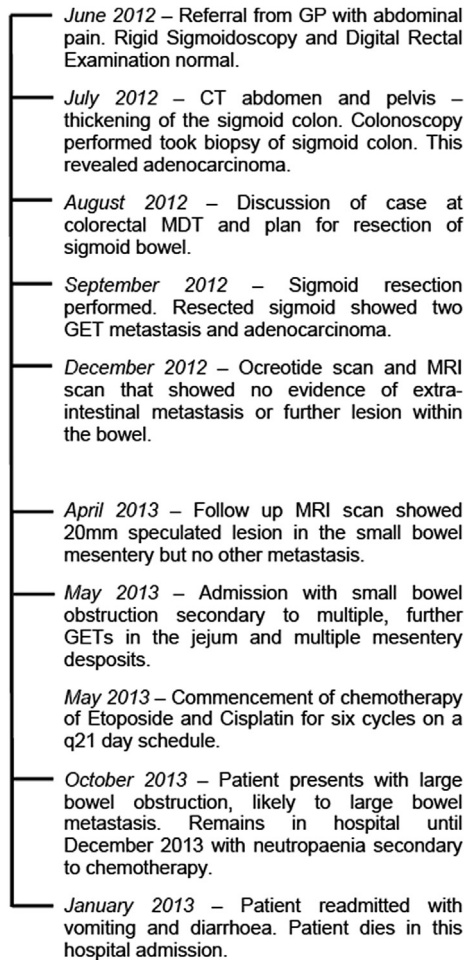 June 2012 – Referral from GP with abdominal
pain. Rigid Sigmoidoscopy and Digital Rectal
Examination normal.
July 2012 – CT abdomen and pelvis –
thickening of the sigmoid colon. Colonoscopy
performed took biopsy of sigmoid colon. This
revealed adenocarcinoma.
August 2012 – Discussion of case at
colorectal MDT and plan for resection of
sigmoid bowel.
September 2012 – Sigmoid resection
performed. Resected sigmoid showed two
GET metastasis and adenocarcinoma.
December 2012 – Ocreotide scan and MRI
scan that showed no evidence of extra-
intestinal metastasis or further lesion within
the bowel.
April 2013 – Follow up MRI scan showed
20mm speculated lesion in the small bowel
mesentery but no other metastasis.
May 2013 – Admission with small bowel
obstruction secondary to multiple, further
GETs in the jejum and multiple mesentery
desposits.
May 2013 – Commencement of chemotherapy
of Etoposide and Cisplatin for six cycles on a
q21 day schedule.
October 2013 – Patient presents with large
bowel obstruction, likely to large bowel
metastasis. Remains in hospital until
December 2013 with neutropaenia secondary
to chemotherapy.
January 2013 – Patient readmitted with
vomiting and diarrhoea. Patient dies in this
hospital admission.